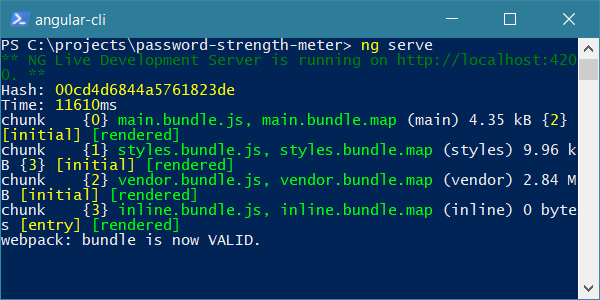 angular-cli
PS C:\projects\password-strength-meter> ng serve
** NG Live Development Server is running on http://localhost:420
0. **
Hash: 00cd4d6844a5761823de
Time: 11610ms
chunk    {0} main.bundle.js, main.bundle.map (main) 4.35 kB {2}
[initial] [rendered]
chunk    {1} styles.bundle.js, styles.bundle.map (styles) 9.96 k
B {3} [initial] [rendered]
chunk    {2} vendor.bundle.js, vendor.bundle.map (vendor) 2.84 M
B [initial] [rendered]
chunk    {3} inline.bundle.js, inline.bundle.map (inline) 0 byte
s [entry] [rendered]
webpack: bundle is now VALID.